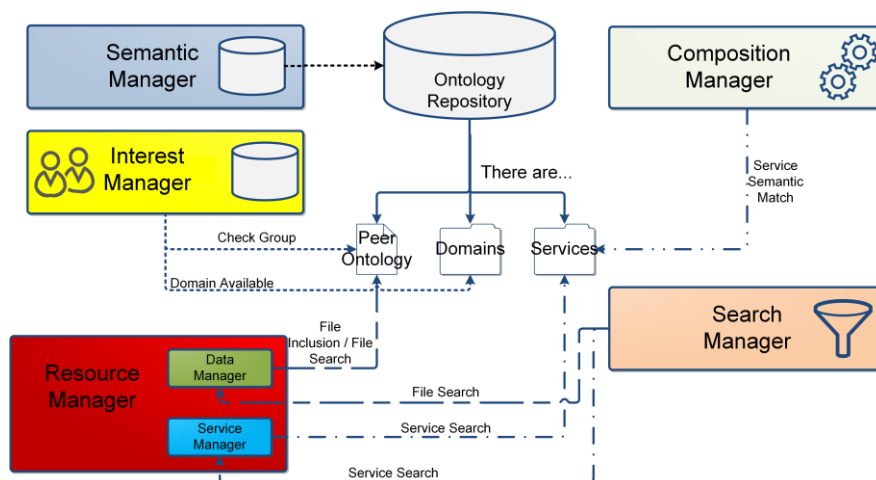 Semantic
Manager
Ontology
Repository
Composition
Manager
Interest
Manager
There are...
Service
Semantic
Match
Check Group
Peer
Ontology
Domains
Services
Domain Available
File
Inclusion / File
Search
Search
Manager
Resource
Manager
Data
Manager
File Search
Service
Manager
Service Search
Service Search